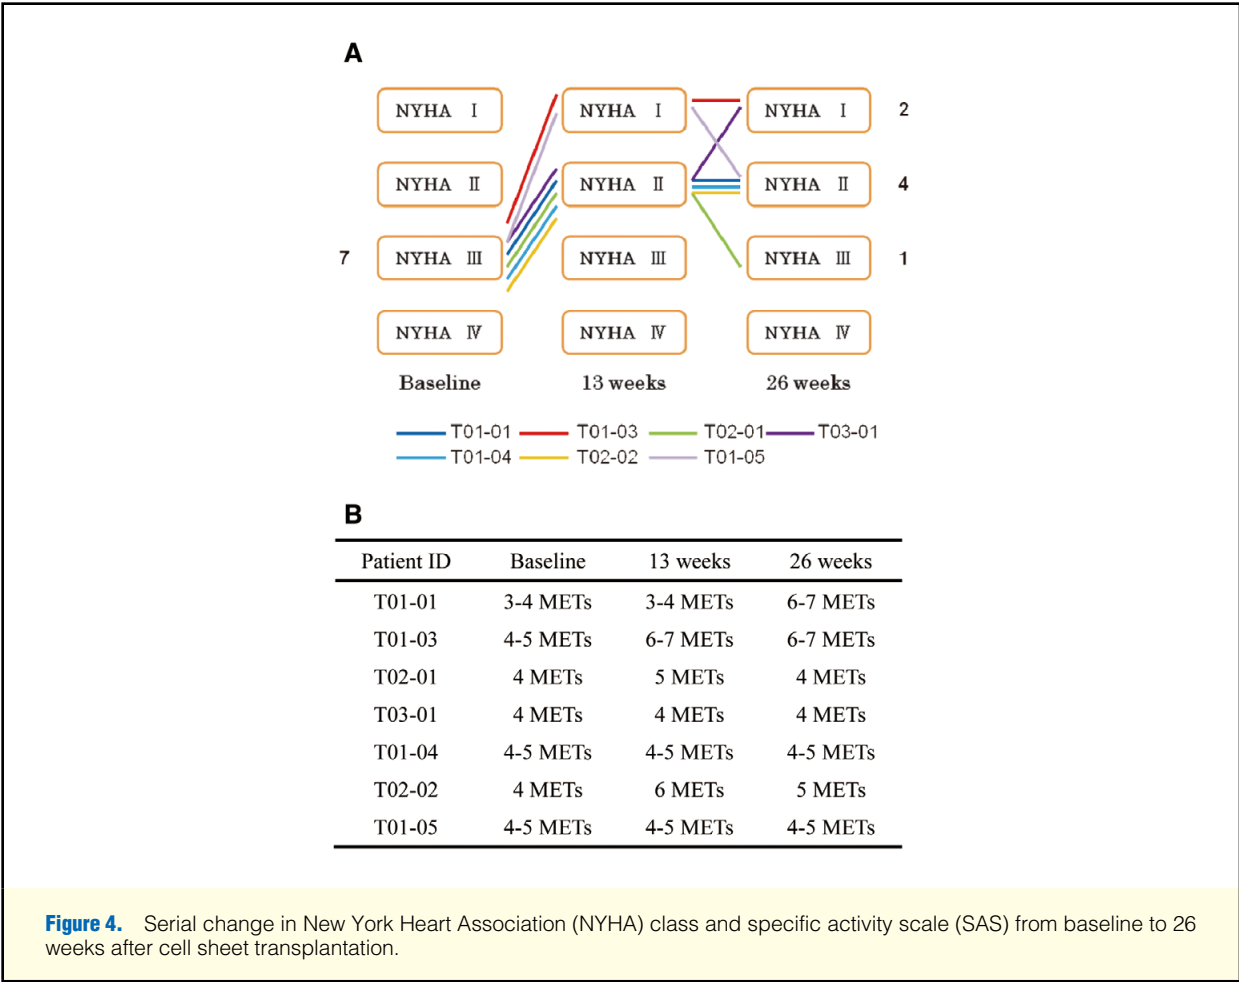 A
NYHA Ⅰ NYHA Ⅰ NYHA Ⅰ 2
NYHA Ⅱ NYHA Ⅱ NYHA Ⅱ 4
7 NYHA Ⅲ NYHA Ⅲ NYHA Ⅲ 1
NYHA Ⅳ NYHA Ⅳ NYHA Ⅳ
Baseline 13 weeks 26 weeks
T01-01 T01-03 T02-01 T03-01
T01-04 T02-02 T01-05
B
Patient ID Baseline 13 weeks 26 weeks
T01-01 3-4 METs 3-4 METs 6-7 METs
T01-03 4-5 METs 6-7 METs 6-7 METs
T02-01 4 METs 5 METs 4 METs
T03-01 4 METs 4 METs 4 METs
T01-04 4-5 METs 4-5 METs 4-5 METs
T02-02 4 METs 6 METs 5 METs
T01-05 4-5 METs 4-5 METs 4-5 METs
Figure 4. Serial change in New York Heart Association (NYHA) class and specific activity scale (SAS) from baseline to 26
weeks after cell sheet transplantation.